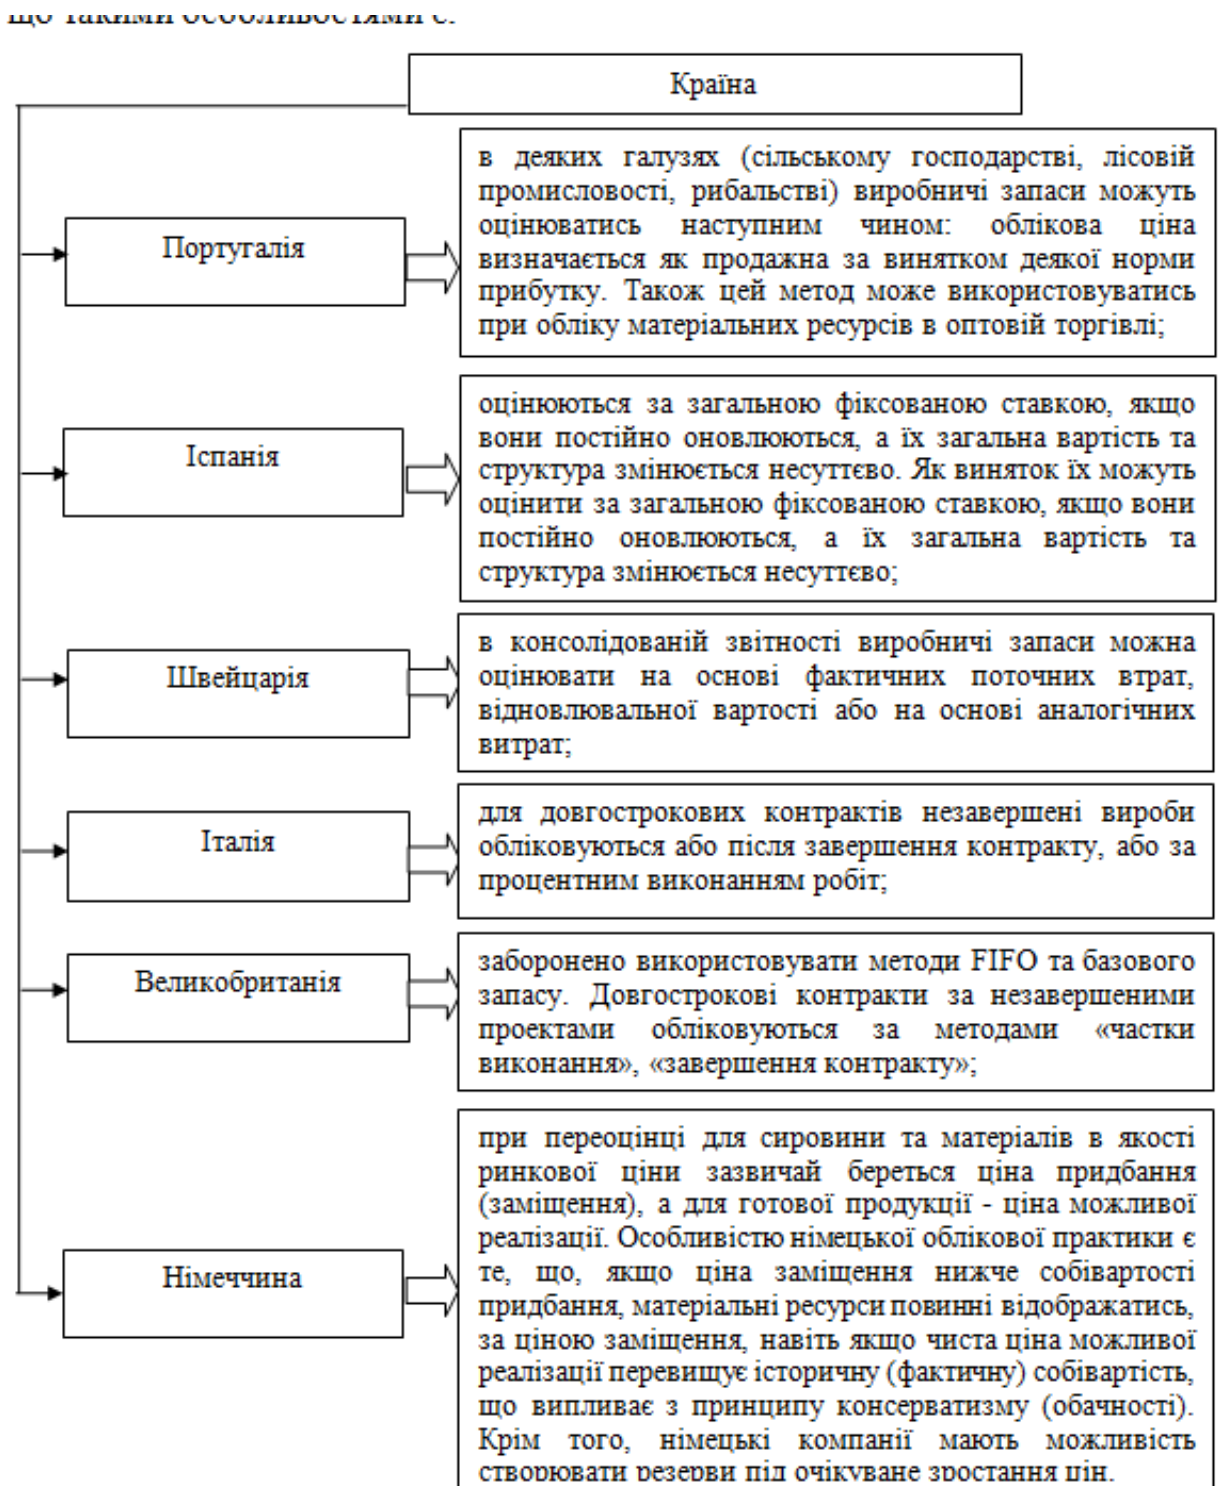 що такими особливостями є:
Країна
Португалія
в деяких галузях (сільському господарстві, лісовій
промисловості, рибальстві) виробничі запаси можуть
оцінюватись наступним чином: облікова ціна
визначається як продажна за винятком деякої норми
прибутку. Також цей метод може використовуватись
при обліку матеріальних ресурсів в оптовій торгівлі;
Іспанія
оцінюються за загальною фіксованою ставкою, якщо
вони постійно оновлюються, а їх загальна вартість та
структура змінюється несуттєво. Як виняток їх можуть
оцінити за загальною фіксованою ставкою, якщо вони
постійно оновлюються, а їх загальна вартість та
структура змінюється несуттєво;
Швейцарія
в консолідованій звітності виробничі запаси можна
оцінювати на основі фактичних поточних втрат,
відновлювальної вартості або на основі аналогічних
витрат;
Італія
для довгострокових контрактів незавершені вироби
обліковуються або після завершення контракту, або за
процентним виконанням робіт;
Великобританія
заборонено використовувати методи FIFO та базового
запасу. Довгострокові контракти за незавершеними
проектами обліковуються за методами «частки
виконання», «завершення контракту»;
Німеччина
при переоцінці для сировини та матеріалів в якості
ринкової ціни зазвичай береться ціна придбання
(заміщення), а для готової продукції - ціна можливої
реалізації. Особливістю німецької облікової практики є
те, що, якщо ціна заміщення нижче собівартості
придбання, матеріальні ресурси повинні відображатись,
за ціною заміщення, навіть якщо чиста ціна можливої
реалізації перевищує історичну (фактичну) собівартість,
що випливає з принципу консерватизму (обачності).
Крім того, німецькі компанії мають можливість
створювати резерви під очікуване зростання цін.